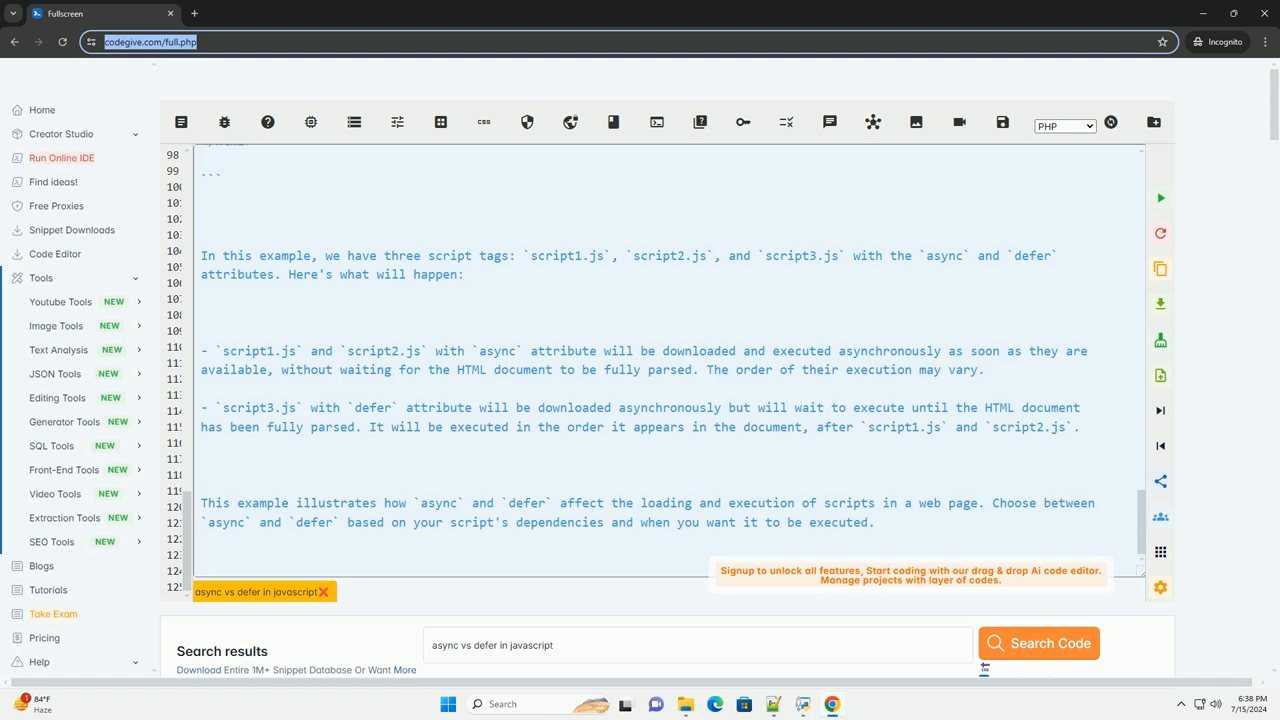 Fullscreen
codegive.com/full.php
Incognito
Home
Creator Studio
Run Online IDE
Find ideas!
Free Proxies
Snippet Downloads
Code Editor
Tools
Youtube Tools NEW
Image Tools NEW
Text Analysis NEW
JSON Tools NEW
Editing Tools NEW
Generator Tools NEW
SQL Tools NEW
Front-End Tools NEW
Video Tools NEW
Extraction Tools NEW
SEO Tools NEW
Blogs
Tutorials
Take Exam
Pricing
Help
css
PHP
98
99
```
In this example, we have three script tags: `script1.js`, `script2.js`, and `script3.js` with the `async` and `defer`
attributes. Here's what will happen:
- `script1.js` and `script2.js` with `async` attribute will be downloaded and executed asynchronously as soon as they are
available, without waiting for the HTML document to be fully parsed. The order of their execution may vary.
- `script3.js` with `defer` attribute will be downloaded asynchronously but will wait to execute until the HTML document
has been fully parsed. It will be executed in the order it appears in the document, after `script1.js` and `script2.js`.
This example illustrates how `async` and `defer` affect the loading and execution of scripts in a web page. Choose between
`async` and `defer` based on your script's dependencies and when you want it to be executed.
Signup to unlock all features, Start coding with our drag & drop Ai code editor.
Manage projects with layer of codes.
async vs defer in javascript
Search results
Download Entire 1M+ Snippet Database Or Want More
async vs defer in javascript
Search Code
84°F
Haze
Search
6:38 PM
7/15/2024